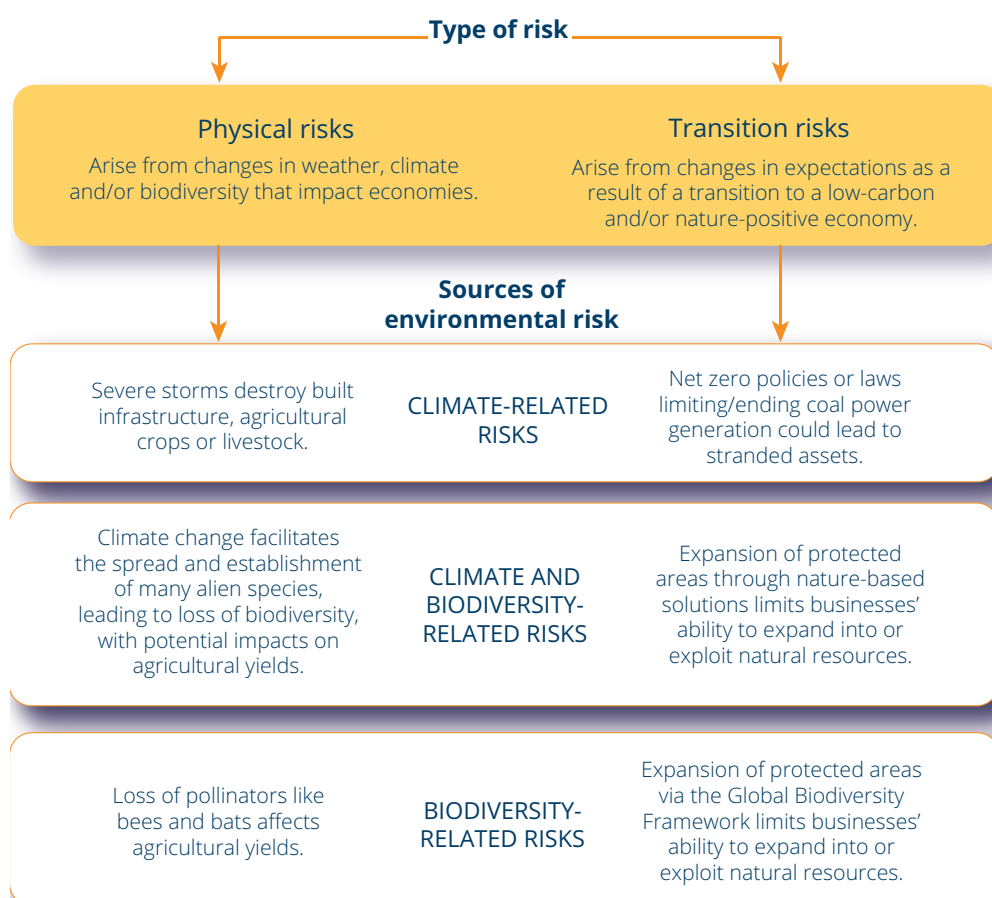 Type of risk
Physical risks
Arise from changes in weather, climate
and/or biodiversity that impact economies.
Transition risks
Arise from changes in expectations as a
result of a transition to a low-carbon
and/or nature-positive economy.
Sources of
environmental risk
Severe storms destroy built
infrastructure, agricultural
crops or livestock.
CLIMATE-RELATED
RISKS
Net zero policies or laws
limiting/ending coal power
generation could lead to
stranded assets.
Climate change facilitates
the spread and establishment
of many alien species,
leading to loss of biodiversity,
with potential impacts on
agricultural yields.
CLIMATE AND
BIODIVERSITY-
RELATED RISKS
Expansion of protected
areas through nature-based
solutions limits businesses’
ability to expand into or
exploit natural resources.
Loss of pollinators like
bees and bats affects
agricultural yields.
BIODIVERSITY-
RELATED RISKS
Expansion of protected areas
via the Global Biodiversity
Framework limits businesses’
ability to expand into or
exploit natural resources.